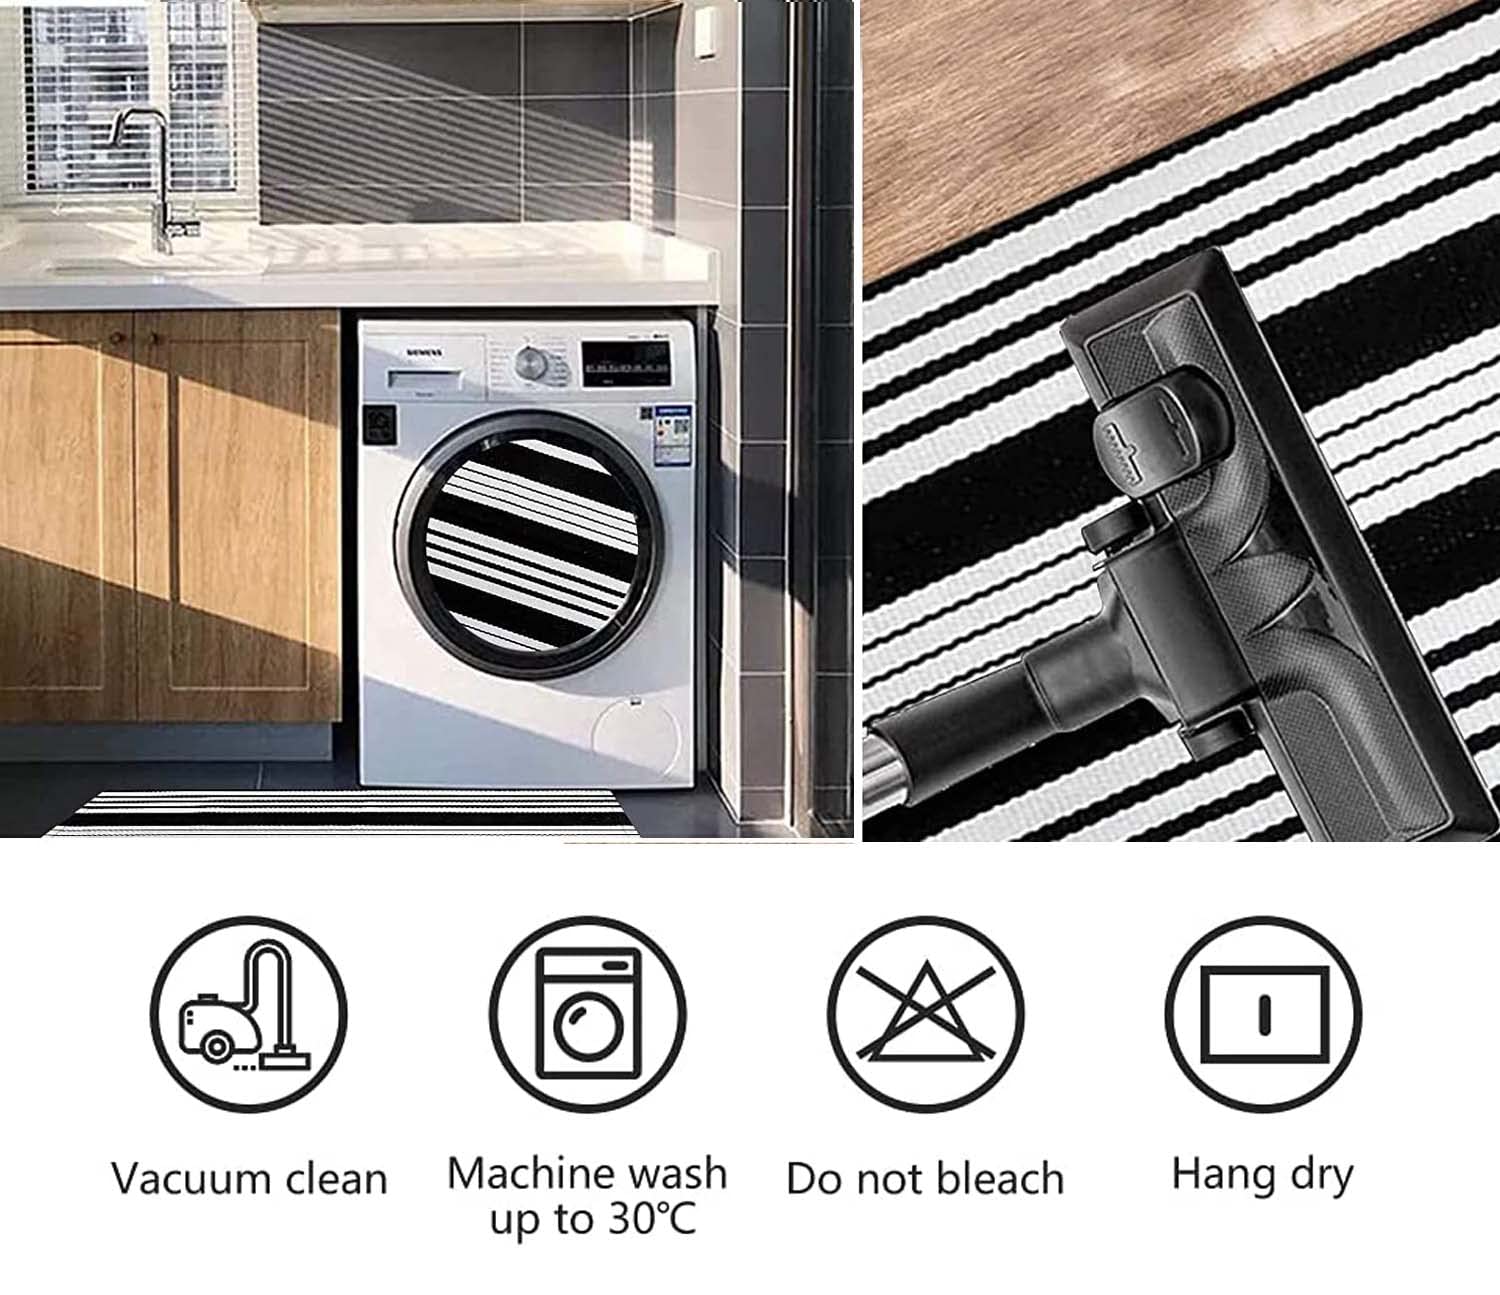 SIEMENS
Vacuum clean
Machine wash
up to 30℃
Do not bleach
Hang dry